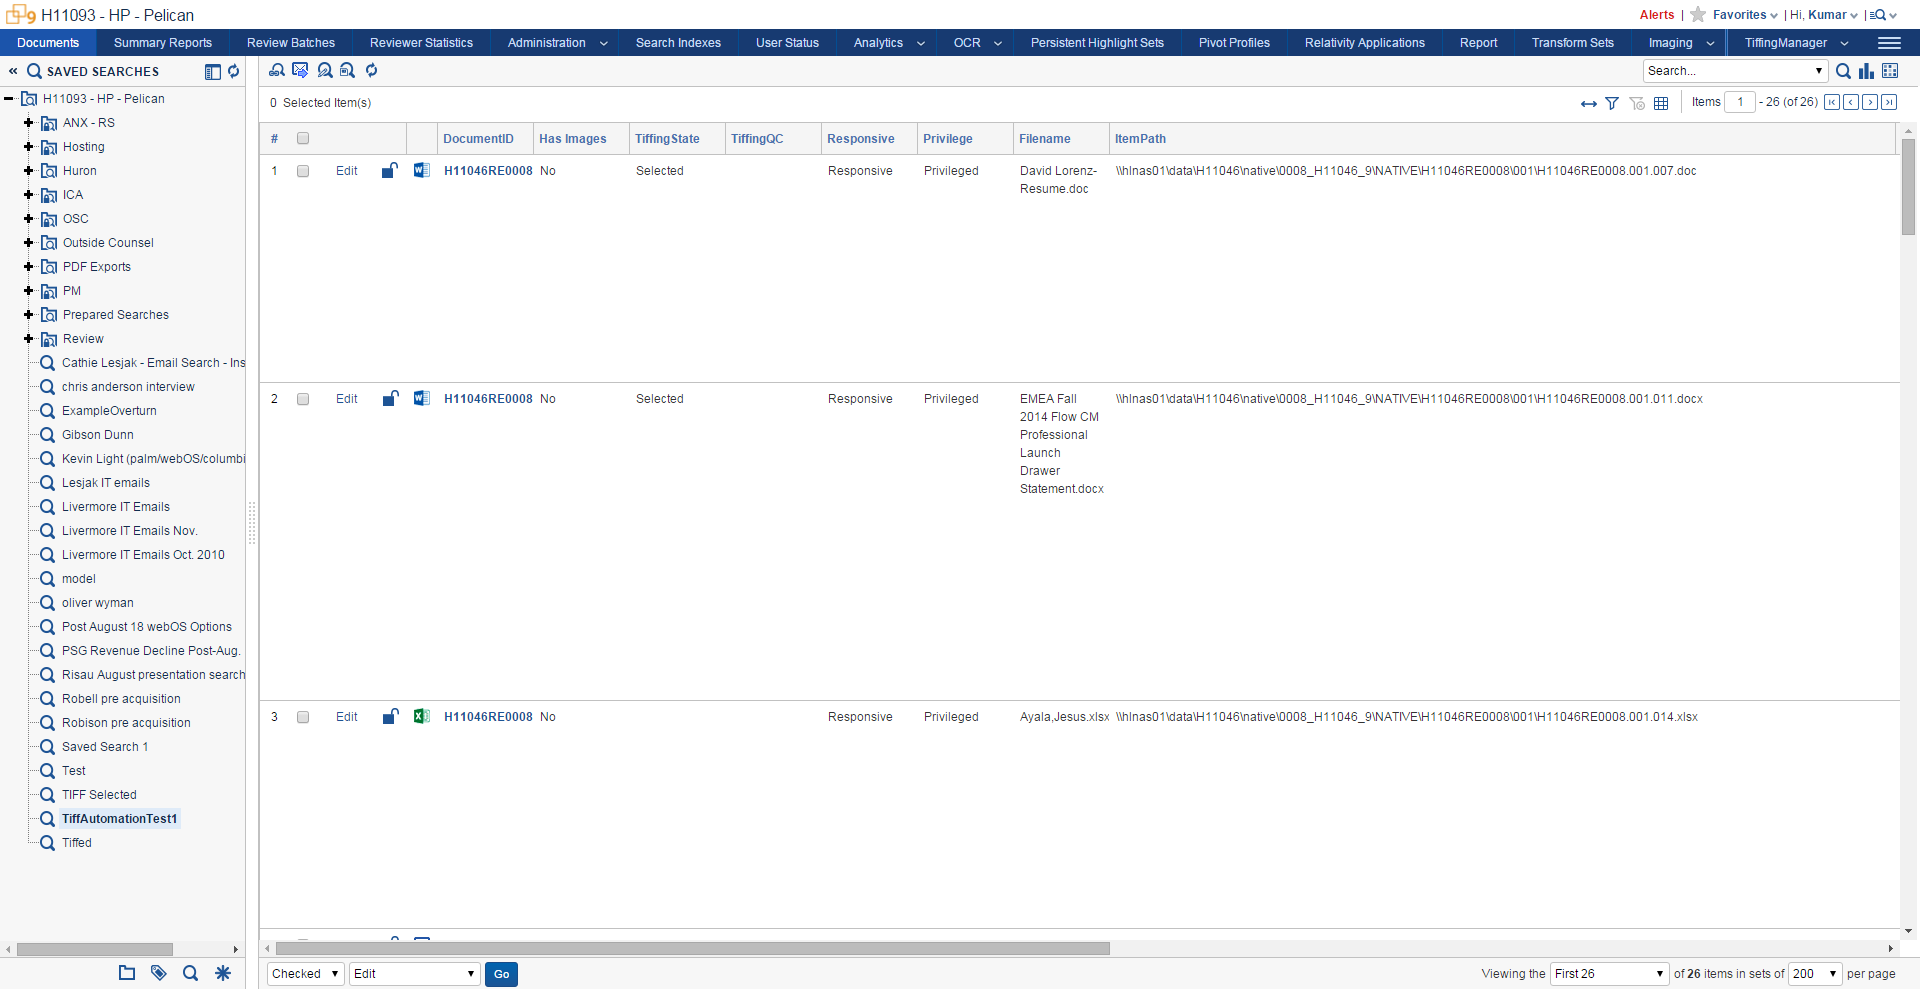 9 H11093 - HP - Pelican
Alerts | Favorites | Hi, Kumar |
Documents Summary Reports Review Batches Reviewer Statistics Administration Search Indexes User Status Analytics OCR Persistent Highlight Sets Pivot Profiles Relativity Applications Report Transform Sets Imaging TiffingManager
« SAVED SEARCHES
Search...
H11093 - HP - Pelican
ANX - RS
Hosting
Huron
ICA
OSC
Outside Counsel
PDF Exports
PM
Prepared Searches
Review
Cathie Lesjak - Email Search - Ins
chris anderson interview
ExampleOverturn
Gibson Dunn
Kevin Light (palm/webOS/columbi
Lesjak IT emails
Livermore IT Emails
Livermore IT Emails Nov.
Livermore IT Emails Oct. 2010
model
oliver wyman
Post August 18 webOS Options
PSG Revenue Decline Post-Aug.
Risau August presentation search
Robell pre acquisition
Robison pre acquisition
Saved Search 1
Test
TIFF Selected
TiffAutomationTest1
Tiffed
0 Selected Item(s)
Items 1 - 26 (of 26)
# DocumentID Has Images TiffingState TiffingQC Responsive Privilege Filename ItemPath
1 Edit H11046RE0008 No Selected Responsive Privileged David Lorenz- \\hlnas01\data\H11046\native\0008_H11046_9\NATIVE\H11046RE0008\001\H11046RE0008.001.007.doc
Resume.doc
2 Edit H11046RE0008 No Selected Responsive Privileged EMEA Fall \\hlnas01\data\H11046\native\0008_H11046_9\NATIVE\H11046RE0008\001\H11046RE0008.001.011.docx
2014 Flow CM
Professional
Launch
Drawer
Statement.docx
3 Edit H11046RE0008 No Responsive Privileged Ayala,Jesus.xlsx \\hlnas01\data\H11046\native\0008_H11046_9\NATIVE\H11046RE0008\001\H11046RE0008.001.014.xlsx
Checked Edit Go
Viewing the First 26 of 26 items in sets of 200 per page